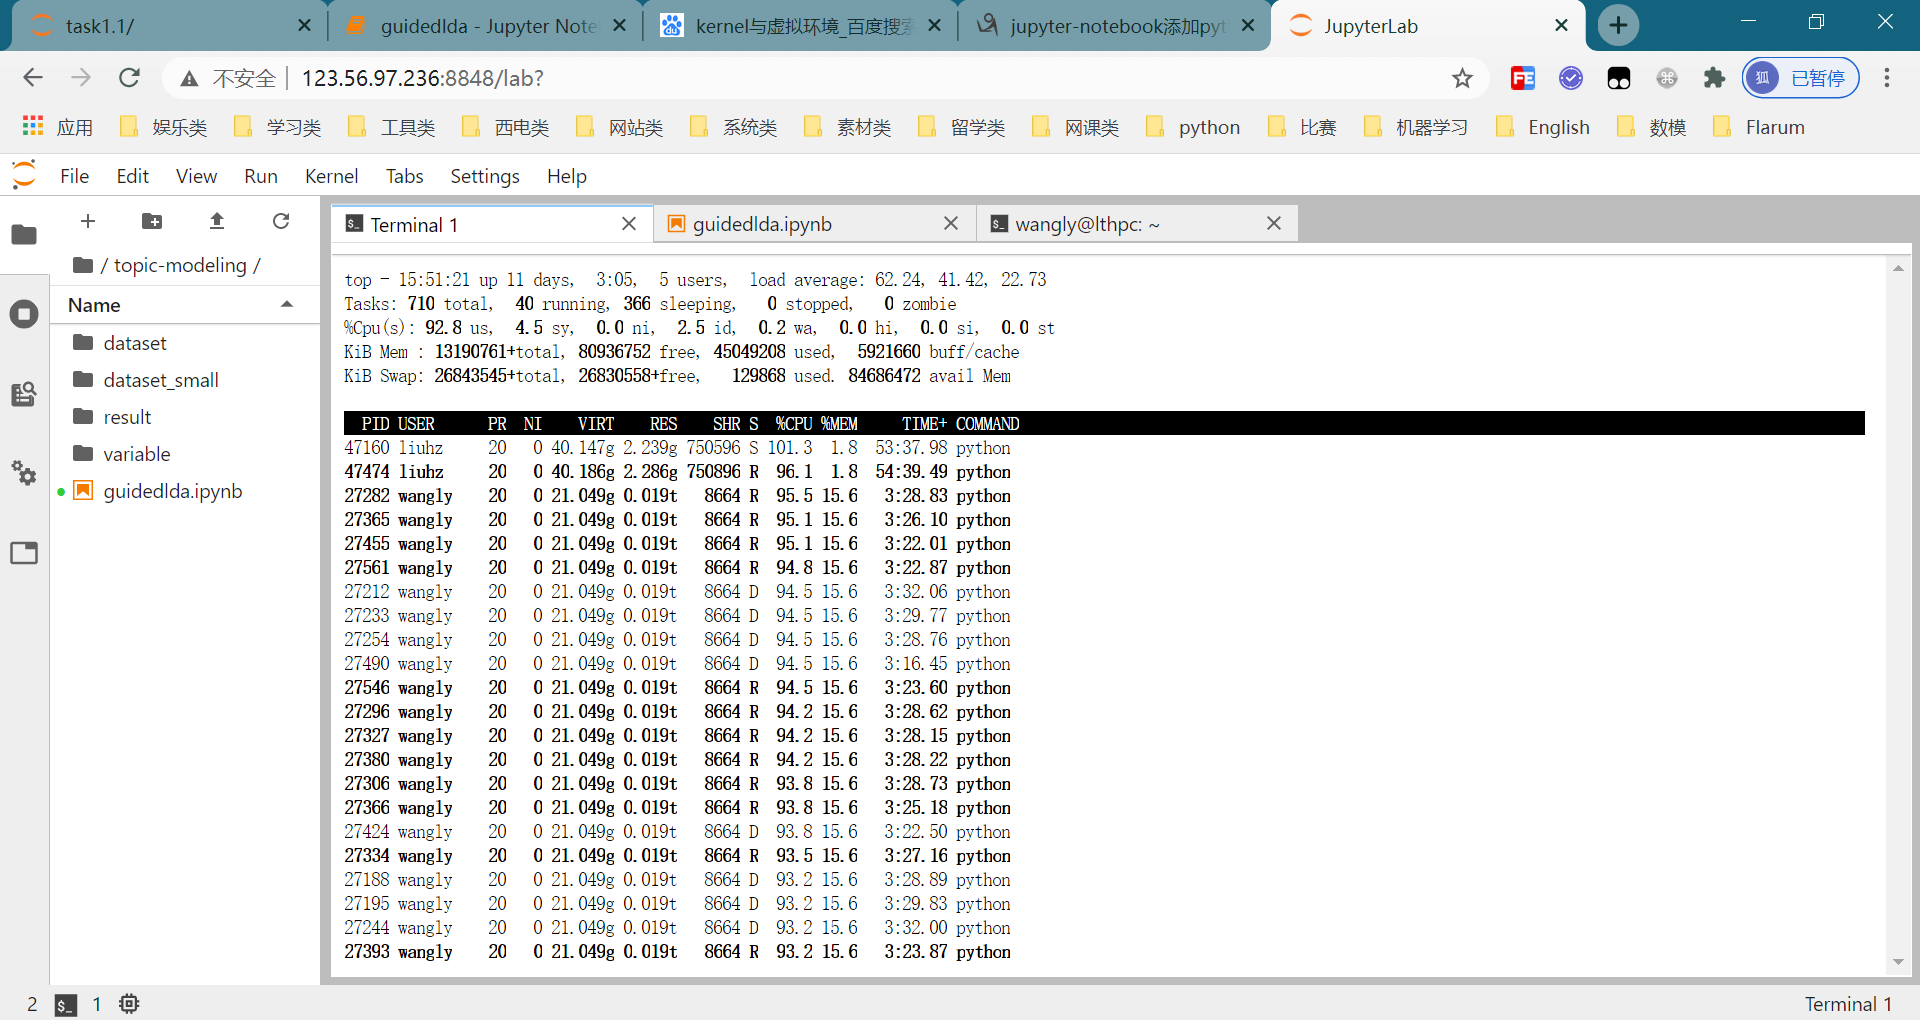 task1.1/
guidedlda - Jupyter Note
kernel与虚拟环境_百度搜索
jupyter-notebook添加pyt
JupyterLab
不安全 | 123.56.97.236:8848/lab?
狐 已暂停
应用 娱乐类 学习类 工具类 西电类 网站类 系统类 素材类 留学类 网课类 python 比赛 机器学习 English 数模 Flarum
File Edit View Run Kernel Tabs Settings Help
/ topic-modeling /
Name
dataset
dataset_small
result
variable
guidedlda.ipynb
Terminal 1
guidedlda.ipynb
wangly@lthpc: ~
top - 15:51:21 up 11 days,  3:05,  5 users,  load average: 62.24, 41.42, 22.73
Tasks: 710 total,  40 running, 366 sleeping,   0 stopped,   0 zombie
%Cpu(s): 92.8 us,  4.5 sy,  0.0 ni,  2.5 id,  0.2 wa,  0.0 hi,  0.0 si,  0.0 st
KiB Mem : 13190761+total, 80936752 free, 45049208 used,  5921660 buff/cache
KiB Swap: 26843545+total, 26830558+free,   129868 used. 84686472 avail Mem
PID USER PR NI VIRT RES SHR S %CPU %MEM TIME+ COMMAND
47160 liuhz 20 0 40.147g 2.239g 750596 S 101.3 1.8 53:37.98 python
47474 liuhz 20 0 40.186g 2.286g 750896 R 96.1 1.8 54:39.49 python
27282 wangly 20 0 21.049g 0.019t 8664 R 95.5 15.6 3:28.83 python
27365 wangly 20 0 21.049g 0.019t 8664 R 95.1 15.6 3:26.10 python
27455 wangly 20 0 21.049g 0.019t 8664 R 95.1 15.6 3:22.01 python
27561 wangly 20 0 21.049g 0.019t 8664 R 94.8 15.6 3:22.87 python
27212 wangly 20 0 21.049g 0.019t 8664 D 94.5 15.6 3:32.06 python
27233 wangly 20 0 21.049g 0.019t 8664 D 94.5 15.6 3:29.77 python
27254 wangly 20 0 21.049g 0.019t 8664 D 94.5 15.6 3:28.76 python
27490 wangly 20 0 21.049g 0.019t 8664 D 94.5 15.6 3:16.45 python
27546 wangly 20 0 21.049g 0.019t 8664 R 94.5 15.6 3:23.60 python
27296 wangly 20 0 21.049g 0.019t 8664 R 94.2 15.6 3:28.62 python
27327 wangly 20 0 21.049g 0.019t 8664 R 94.2 15.6 3:28.15 python
27380 wangly 20 0 21.049g 0.019t 8664 R 94.2 15.6 3:28.22 python
27306 wangly 20 0 21.049g 0.019t 8664 R 93.8 15.6 3:28.73 python
27366 wangly 20 0 21.049g 0.019t 8664 R 93.8 15.6 3:25.18 python
27424 wangly 20 0 21.049g 0.019t 8664 D 93.8 15.6 3:22.50 python
27334 wangly 20 0 21.049g 0.019t 8664 R 93.5 15.6 3:27.16 python
27188 wangly 20 0 21.049g 0.019t 8664 D 93.2 15.6 3:28.89 python
27195 wangly 20 0 21.049g 0.019t 8664 D 93.2 15.6 3:29.83 python
27244 wangly 20 0 21.049g 0.019t 8664 D 93.2 15.6 3:32.00 python
27393 wangly 20 0 21.049g 0.019t 8664 R 93.2 15.6 3:23.87 python
2 1 Terminal 1